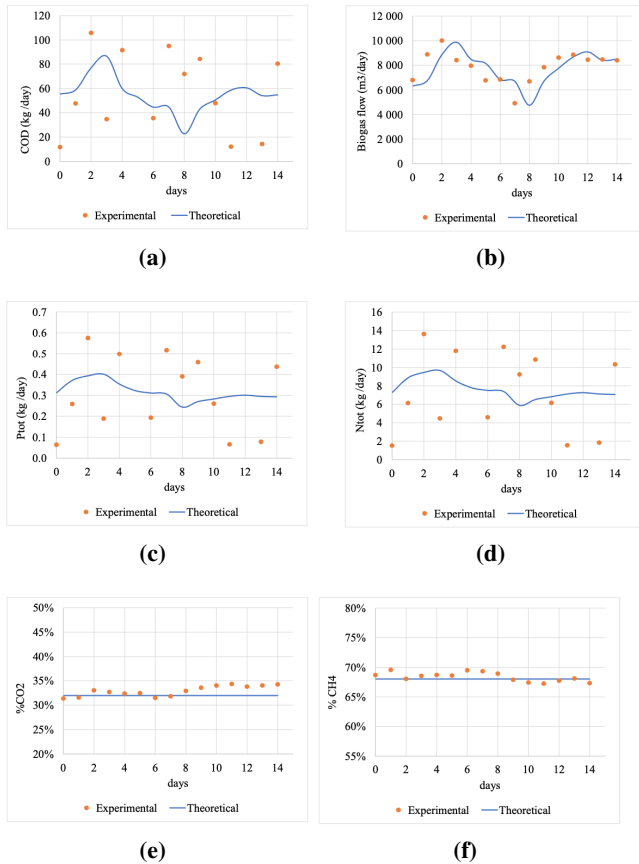 120
100
80
60
40
20
0
COD (kg /day)
0 2 4 6 8 10 12 14
days
Experimental Theoretical
(a)
12 000
10 000
8 000
6 000
4 000
2 000
0
Biogas flow (m3/day)
0 2 4 6 8 10 12 14
days
Experimental Theoretical
(b)
0.7
0.6
0.5
0.4
0.3
0.2
0.1
0.0
Ptot (kg /day)
0 2 4 6 8 10 12 14
days
Experimental Theoretical
(c)
16
14
12
10
8
6
4
2
0
Ntot (kg /day)
0 2 4 6 8 10 12 14
days
Experimental Theoretical
(d)
50%
45%
40%
35%
30%
25%
20%
%CO2
0 2 4 6 8 10 12 14
days
Experimental Theoretical
(e)
80%
75%
70%
65%
60%
55%
% CH4
0 2 4 6 8 10 12 14
days
Experimental Theoretical
(f)